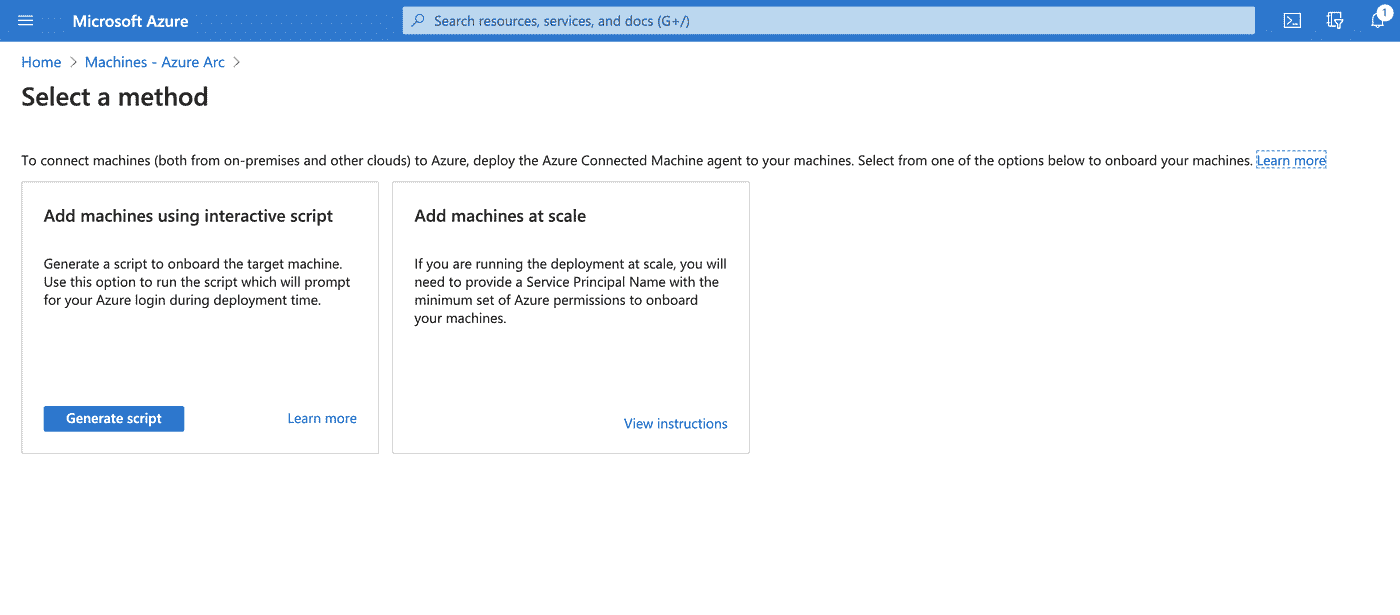 Microsoft Azure
Search resources, services, and docs (G+/)
1
Home > Machines - Azure Arc >
Select a method
To connect machines (both from on-premises and other clouds) to Azure, deploy the Azure Connected Machine agent to your machines. Select from one of the options below to onboard your machines. Learn more
Add machines using interactive script
Generate a script to onboard the target machine.
Use this option to run the script which will prompt
for your Azure login during deployment time.
Generate script
Learn more
Add machines at scale
If you are running the deployment at scale, you will
need to provide a Service Principal Name with the
minimum set of Azure permissions to onboard
your machines.
View instructions